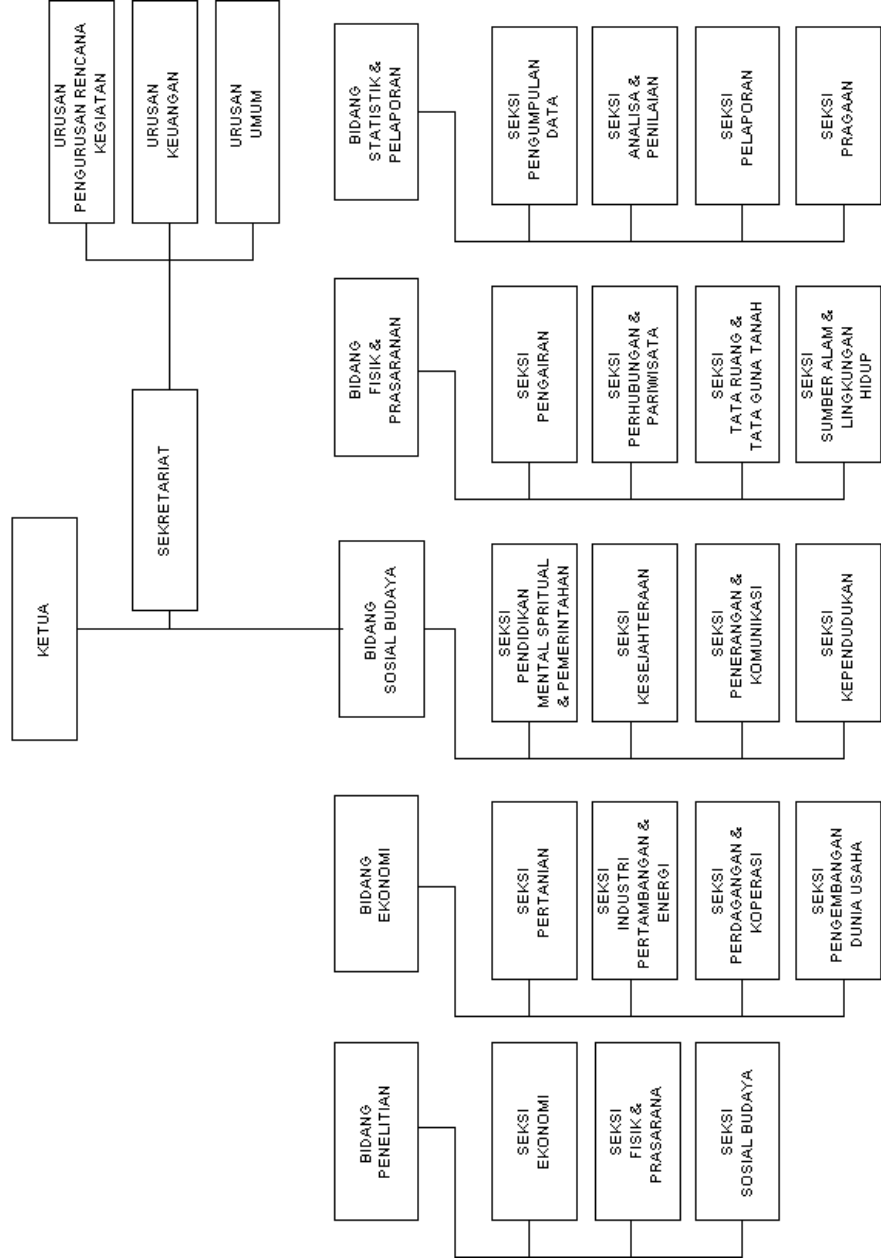 KETUA
SEKRETARIAT
URUSAN
PENGURUSAN RENCANA
KEGIATAN
URUSAN
KEUANGAN
URUSAN
UMUM
BIDANG
PENELITIAN
BIDANG
EKONOMI
BIDANG
SOSIAL BUDAYA
BIDANG
FISIK &
PRASARANAN
BIDANG
STATISTIK &
PELAPORAN
SEKSI
EKONOMI
SEKSI
FISIK &
PRASARANA
SEKSI
SOSIAL BUDAYA
SEKSI
PERTANIAN
SEKSI
INDUSTRI
PERTAMBANGAN &
ENERGI
SEKSI
PERDAGANGAN &
KOPERASI
SEKSI
PENGEMBANGAN
DUNIA USAHA
SEKSI
PENDIDIKAN
MENTAL SPRITUAL
& PEMERINTAHAN
SEKSI
KESEJAHTERAAN
SEKSI
PENERANGAN &
KOMUNIKASI
SEKSI
KEPENDUDUKAN
SEKSI
PENGAIRAN
SEKSI
PERHUBUNGAN &
PARIWISATA
SEKSI
TATA RUANG &
TATA GUNA TANAH
SEKSI
SUMBER ALAM &
LINGKUNGAN
HIDUP
SEKSI
PENGUMPULAN
DATA
SEKSI
ANALISA &
PENILAIAN
SEKSI
PELAPORAN
SEKSI
PRAGAAN